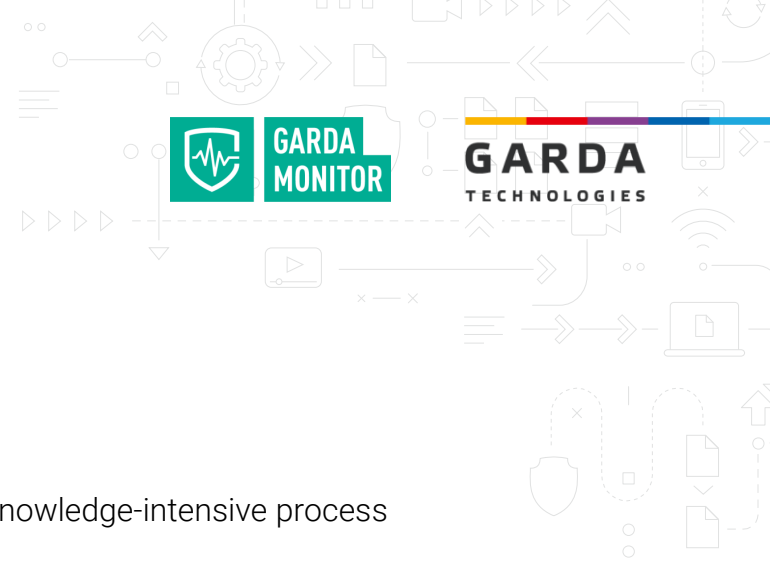 GARDA
MONITOR
GARDA
TECHNOLOGIES
nowledge-intensive process